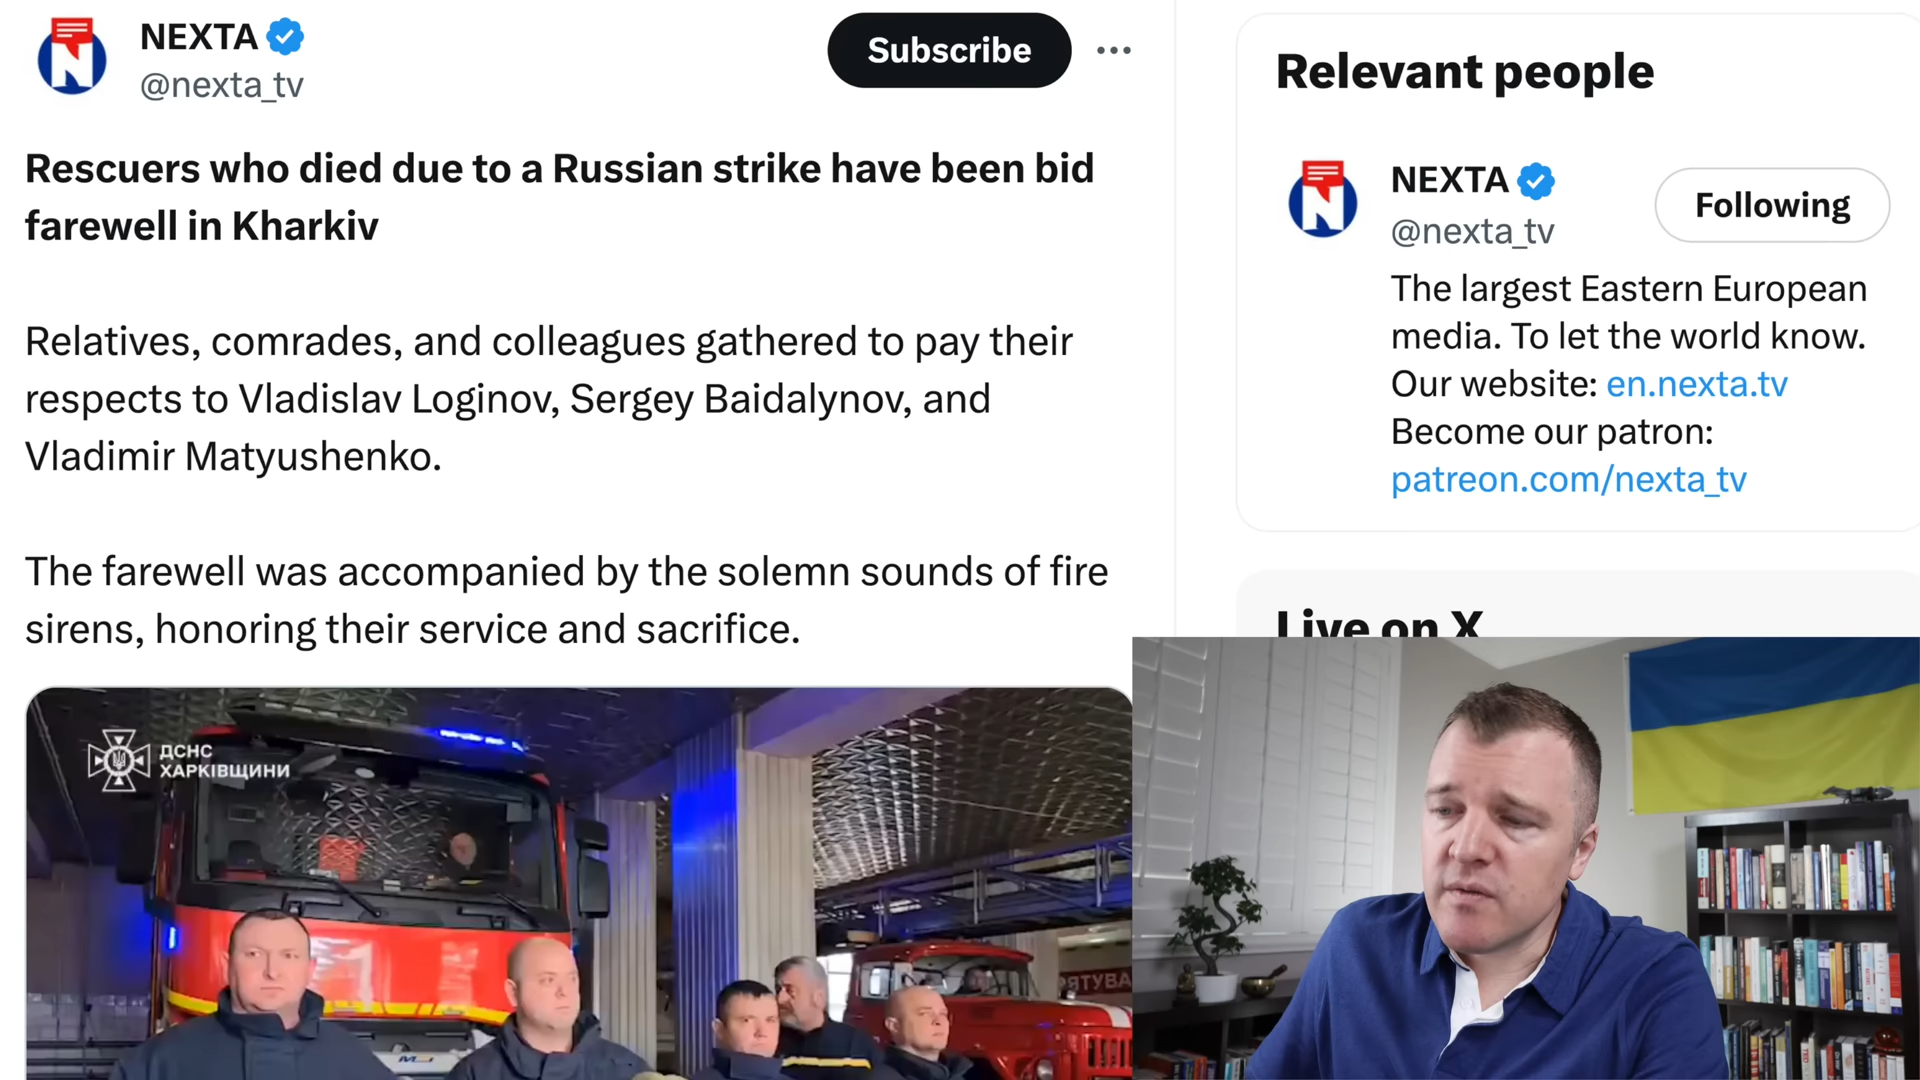 NEXTA
@nexta_tv
Subscribe
Rescuers who died due to a Russian strike have been bid
farewell in Kharkiv
Relatives, comrades, and colleagues gathered to pay their
respects to Vladislav Loginov, Sergey Baidalynov, and
Vladimir Matyushenko.
The farewell was accompanied by the solemn sounds of fire
sirens, honoring their service and sacrifice.
ДСНС
ХАРКІВЩИНИ
Relevant people
NEXTA
@nexta_tv
Following
The largest Eastern European
media. To let the world know.
Our website: en.nexta.tv
Become our patron:
patreon.com/nexta_tv
Live on X